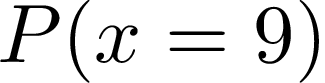 P(x = 9)